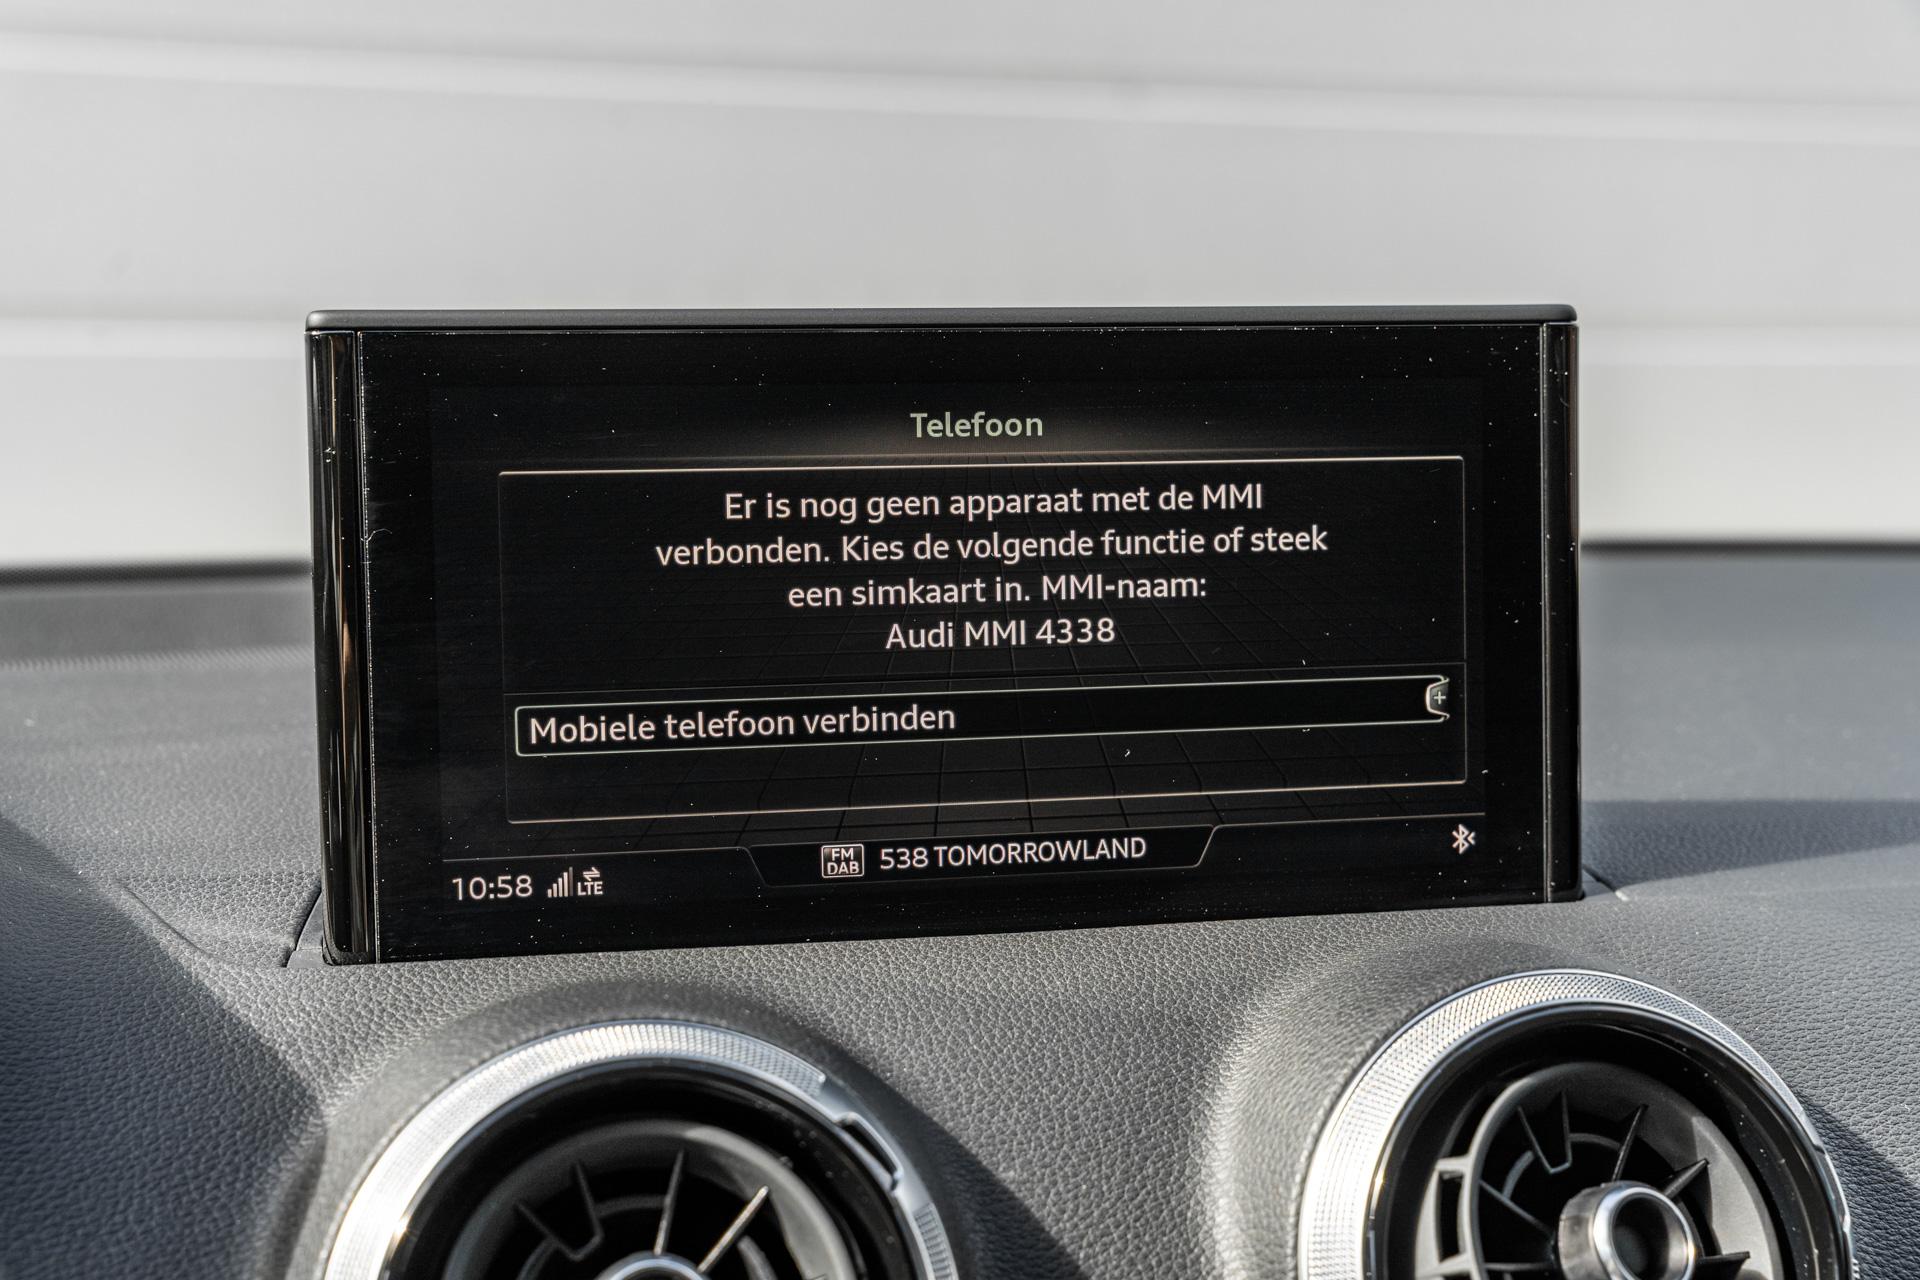 Telefoon
Er is nog geen apparaat met de MMI
verbonden. Kies de volgende functie of steek
een simkaart in. MMI-naam:
Audi MMI 4338
Mobiele telefoon verbinden
FM
DAB
538 TOMORROWLAND
10:58
LTE